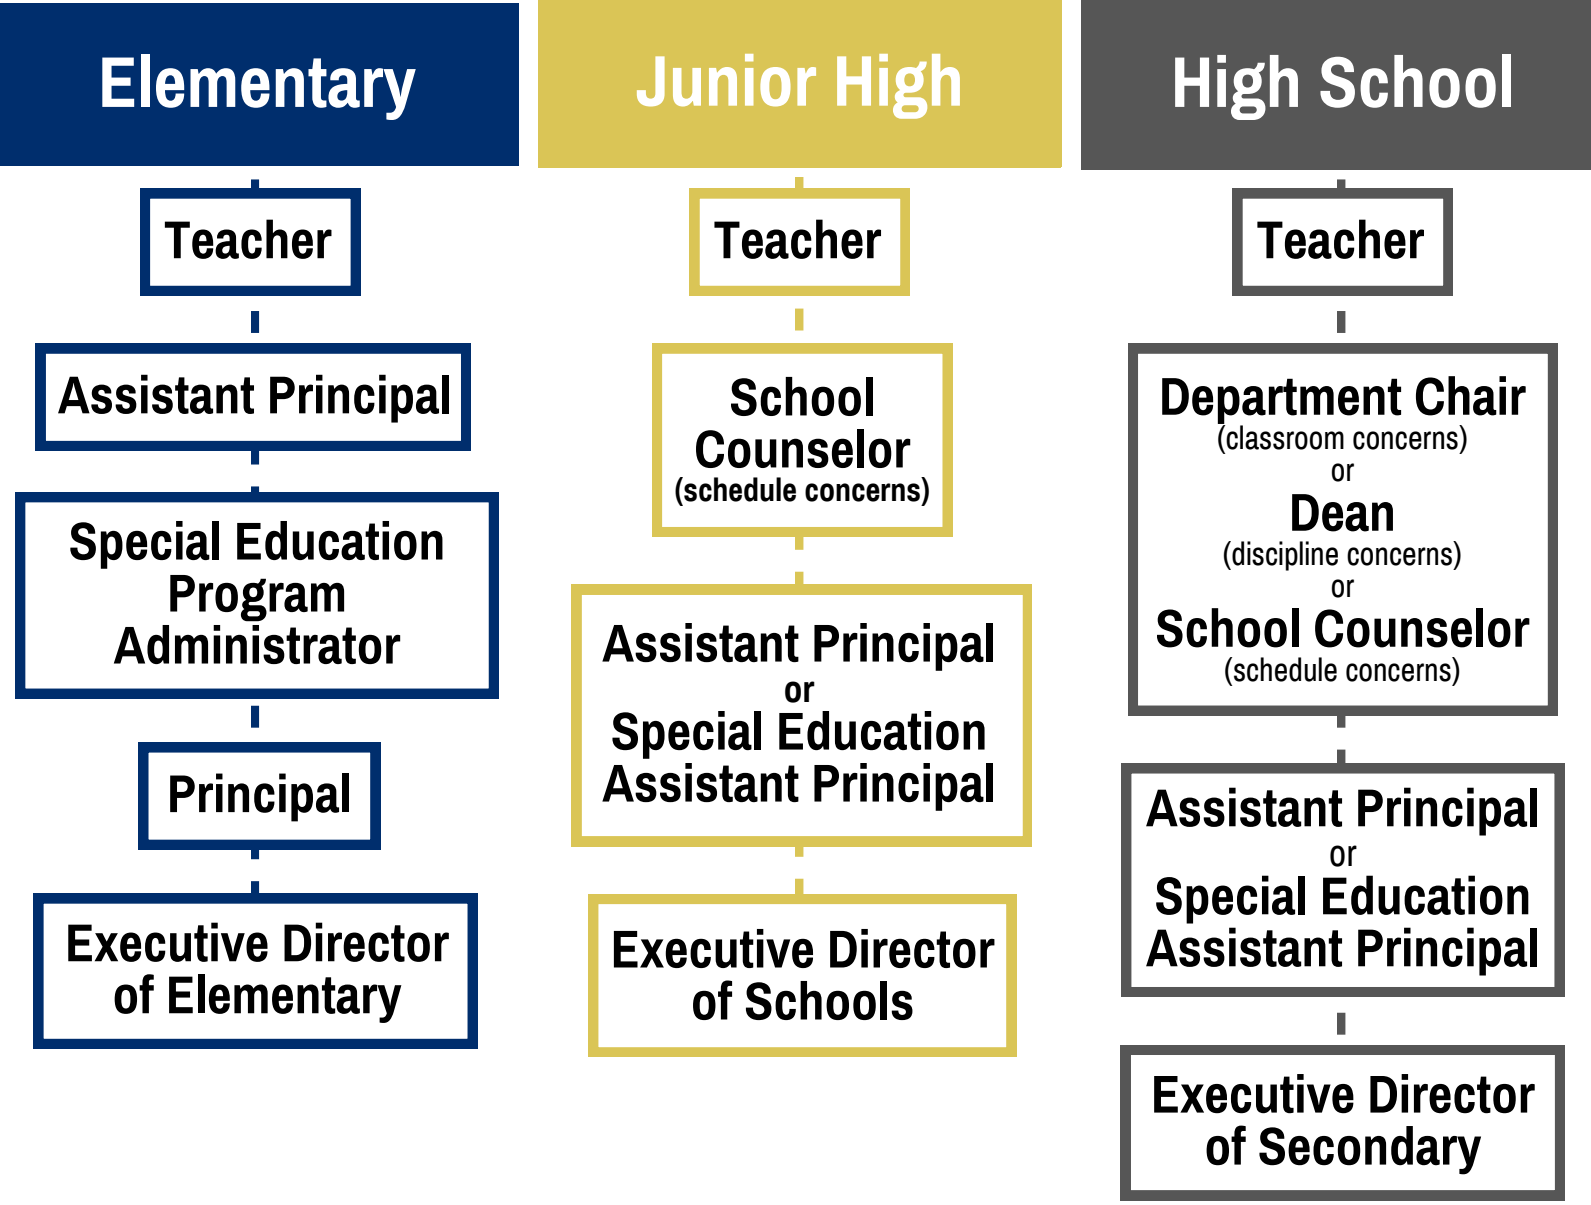 Elementary
Teacher
Assistant Principal
Special Education
Program
Administrator
Principal
Executive Director
of Elementary
Junior High
Teacher
School
Counselor
(schedule concerns)
Assistant Principal
or
Special Education
Assistant Principal
Executive Director
of Schools
High School
Teacher
Department Chair
(classroom concerns)
or
Dean
(discipline concerns)
or
School Counselor
(schedule concerns)
Assistant Principal
or
Special Education
Assistant Principal
Executive Director
of Secondary